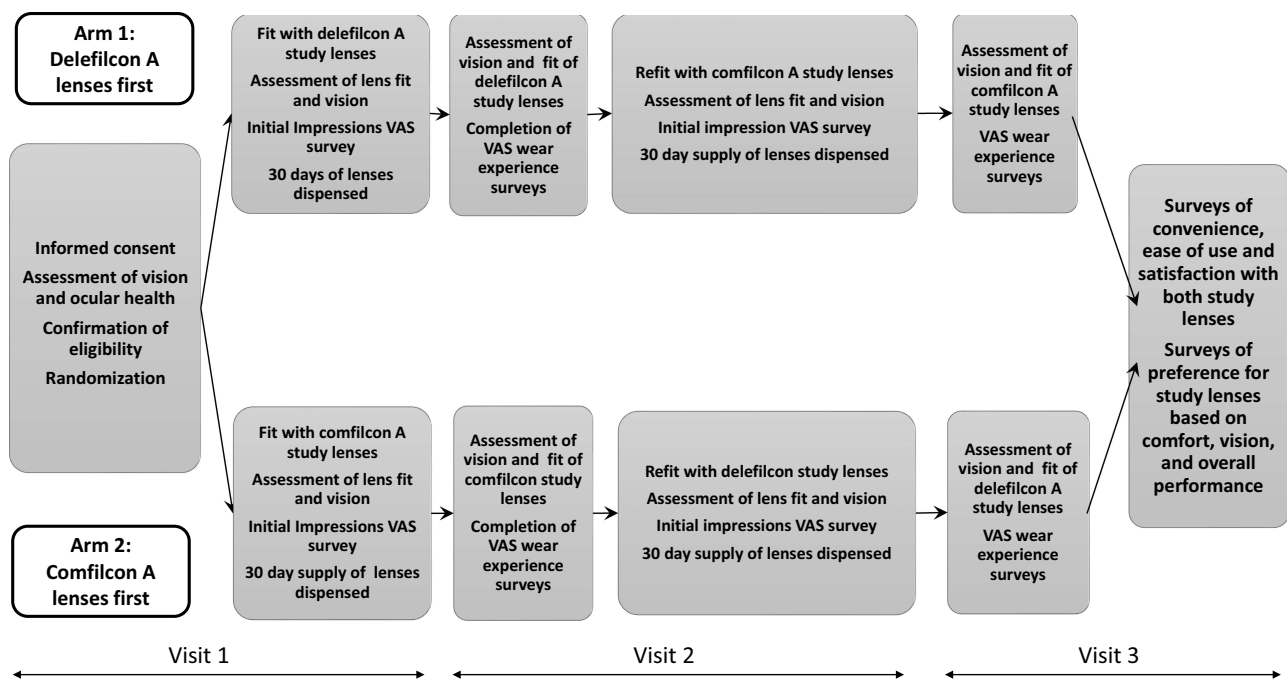 Arm 1:
Delefilcon A
lenses first
Fit with delefilcon A
study lenses
Assessment of lens fit
and vision
Initial Impressions VAS
survey
30 days of lenses
dispensed
Assessment of
vision and fit of
delefilcon A
study lenses
Completion of
VAS wear
experience
surveys
Refit with comfilcon A study lenses
Assessment of lens fit and vision
Initial impression VAS survey
30 day supply of lenses dispensed
Assessment of
vision and fit of
comfilcon A
study lenses
VAS wear
experience
surveys
Informed consent
Assessment of vision
and ocular health
Confirmation of
eligibility
Randomization
Surveys of
convenience,
ease of use and
satisfaction with
both study
lenses
Surveys of
preference for
study lenses
based on
comfort, vision,
and overall
performance
Arm 2:
Comfilcon A
lenses first
Fit with comfilcon A
study lenses
Assessment of lens fit
and vision
Initial Impressions VAS
survey
30 day supply of lenses
dispensed
Assessment of
vision and fit of
comfilcon study
lenses
Completion of
VAS wear
experience
surveys
Refit with delefilcon study lenses
Assessment of lens fit and vision
Initial impressions VAS survey
30 day supply of lenses dispensed
Assessment of
vision and fit of
delefilcon A
study lenses
VAS wear
experience
surveys
Visit 1
Visit 2
Visit 3